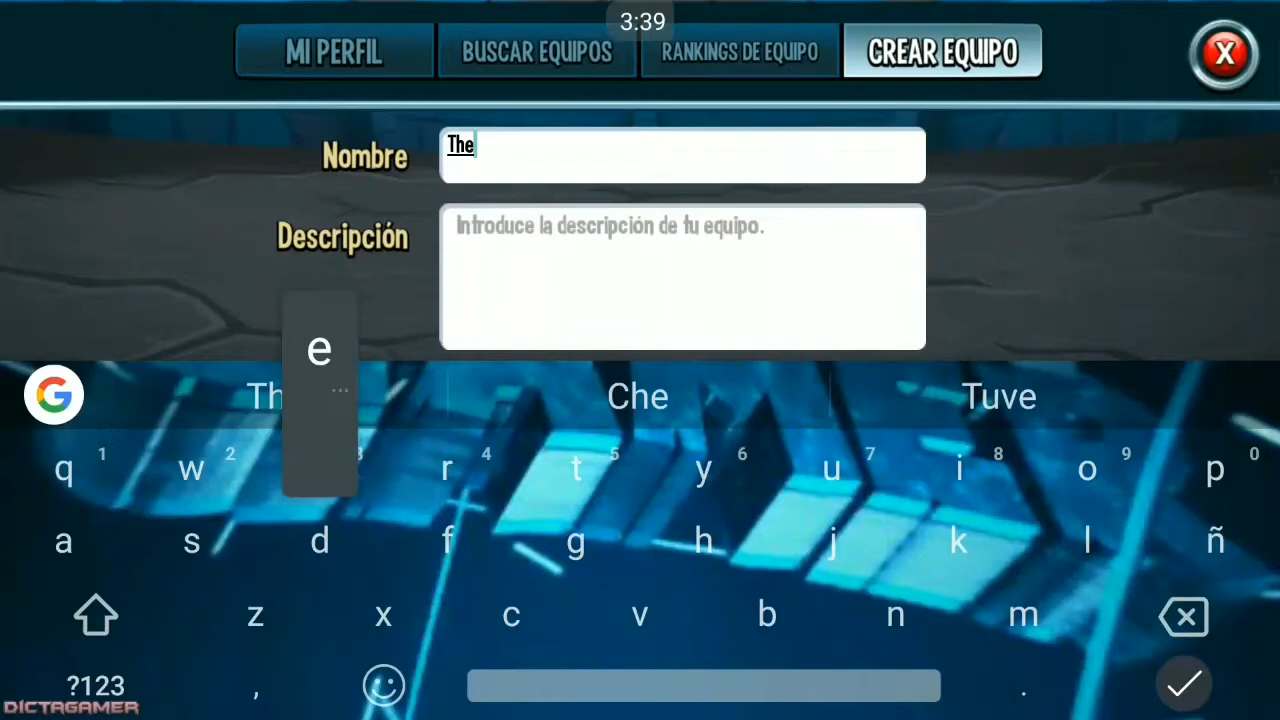 3:39
MI PERFIL
BUSCAR EQUIPOS
RANKINGS DE EQUIPO
CREAR EQUIPO
X
Nombre
The
Descripción
Introduce la descripción de tu equipo.
e
...
G
Th
Che
Tuve
q 1 w 2 3 r 4 t 5 y 6 u 7 i 8 o 9 p 0
a s d f g h j k l ñ
z x c v b n m
?123 , .
DICTAGAMER